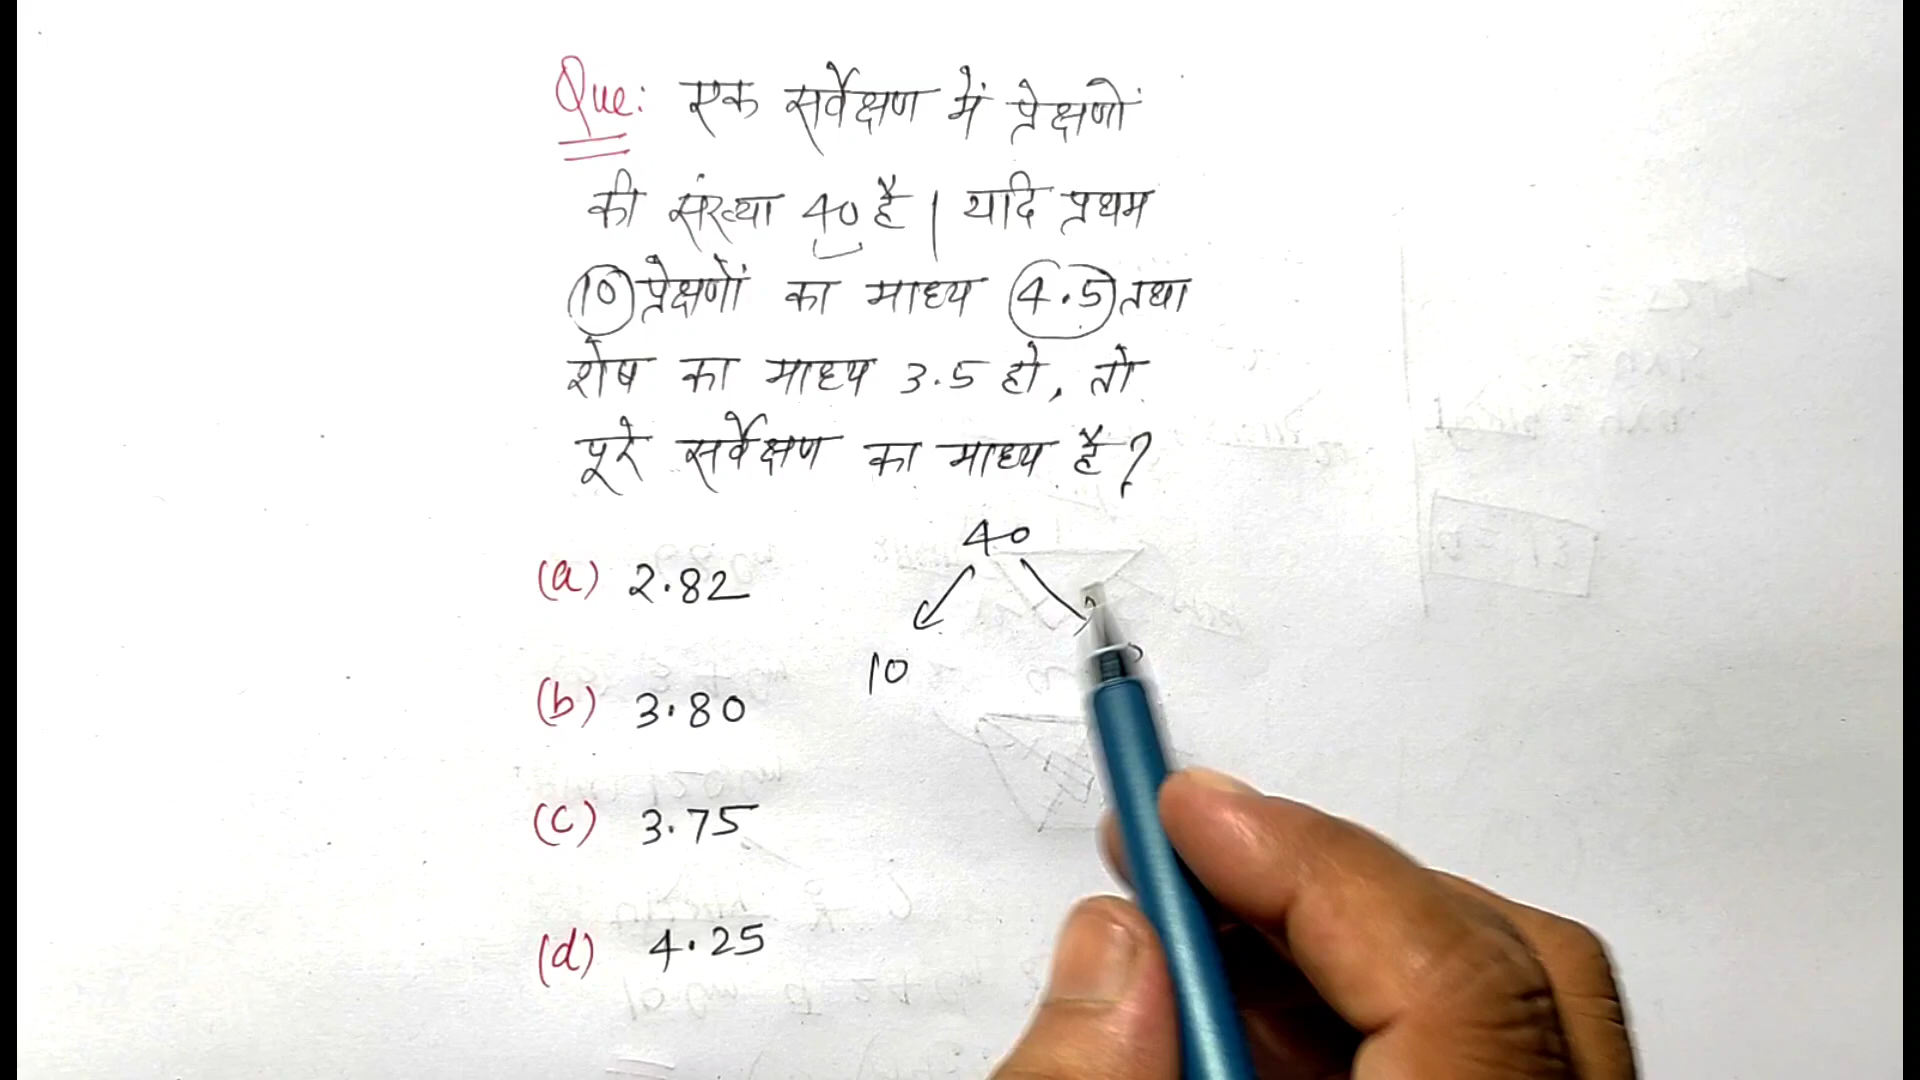 Que: एक सर्वेक्षण में प्रेक्षणों
की संख्या 40 है | यदि प्रथम
10 प्रेक्षणों का माध्य 4.5 तथा
शेष का माध्य 3.5 हो, तो
पूरे सर्वेक्षण का माध्य है ?
40
(a) 2.82
10
(b) 3.80
(c) 3.75
(d) 4.25